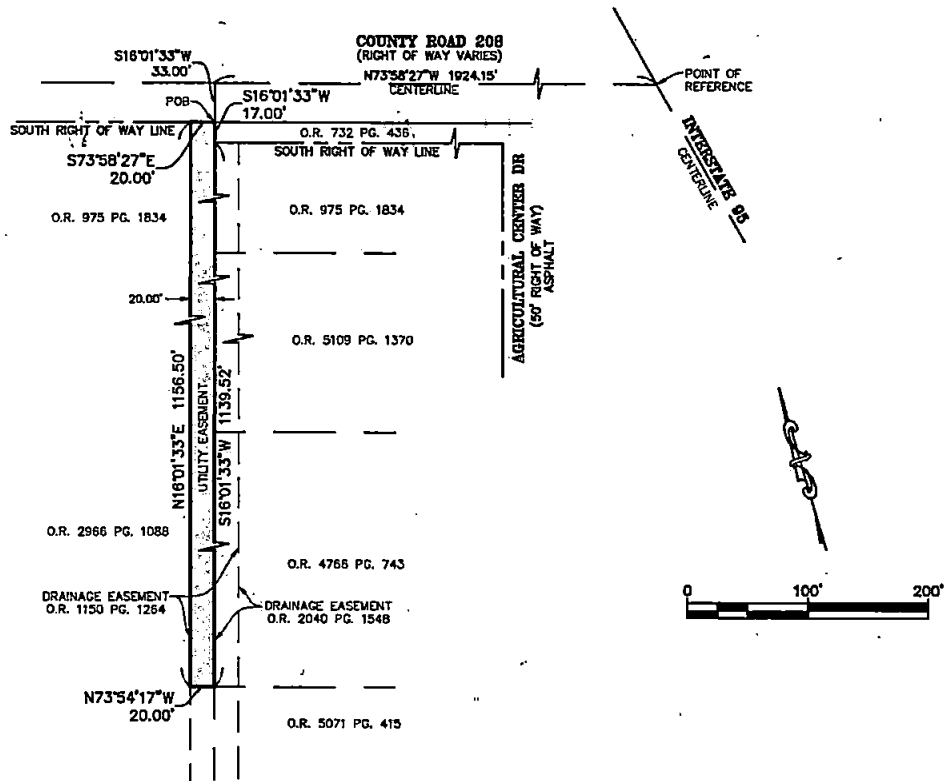 COUNTY ROAD 208
(RIGHT OF WAY VARIES)
N73°58'27"W 1924.15'
CENTERLINE
S16°01'33"W
33.00'
POINT OF
REFERENCE
POB
S16°01'33"W
17.00'
SOUTH RIGHT OF WAY LINE
O.R. 732 PG. 436
SOUTH RIGHT OF WAY LINE
S73°58'27"E
20.00'
INTERSTATE 95
CENTERLINE
O.R. 975 PG. 1834
O.R. 975 PG. 1834
AGRICULTURAL CENTER DR
(50' RIGHT OF WAY)
ASPHALT
20.00'
O.R. 5109 PG. 1370
N16°01'33"E 1156.50'
UTILITY EASEMENT
S16°01'33"W 1139.52'
O.R. 2966 PG. 1088
O.R. 4766 PG. 743
DRAINAGE EASEMENT
O.R. 1150 PG. 1264
DRAINAGE EASEMENT
O.R. 2040 PG. 1548
0 100' 200'
N73°54'17"W
20.00'
O.R. 5071 PG. 415